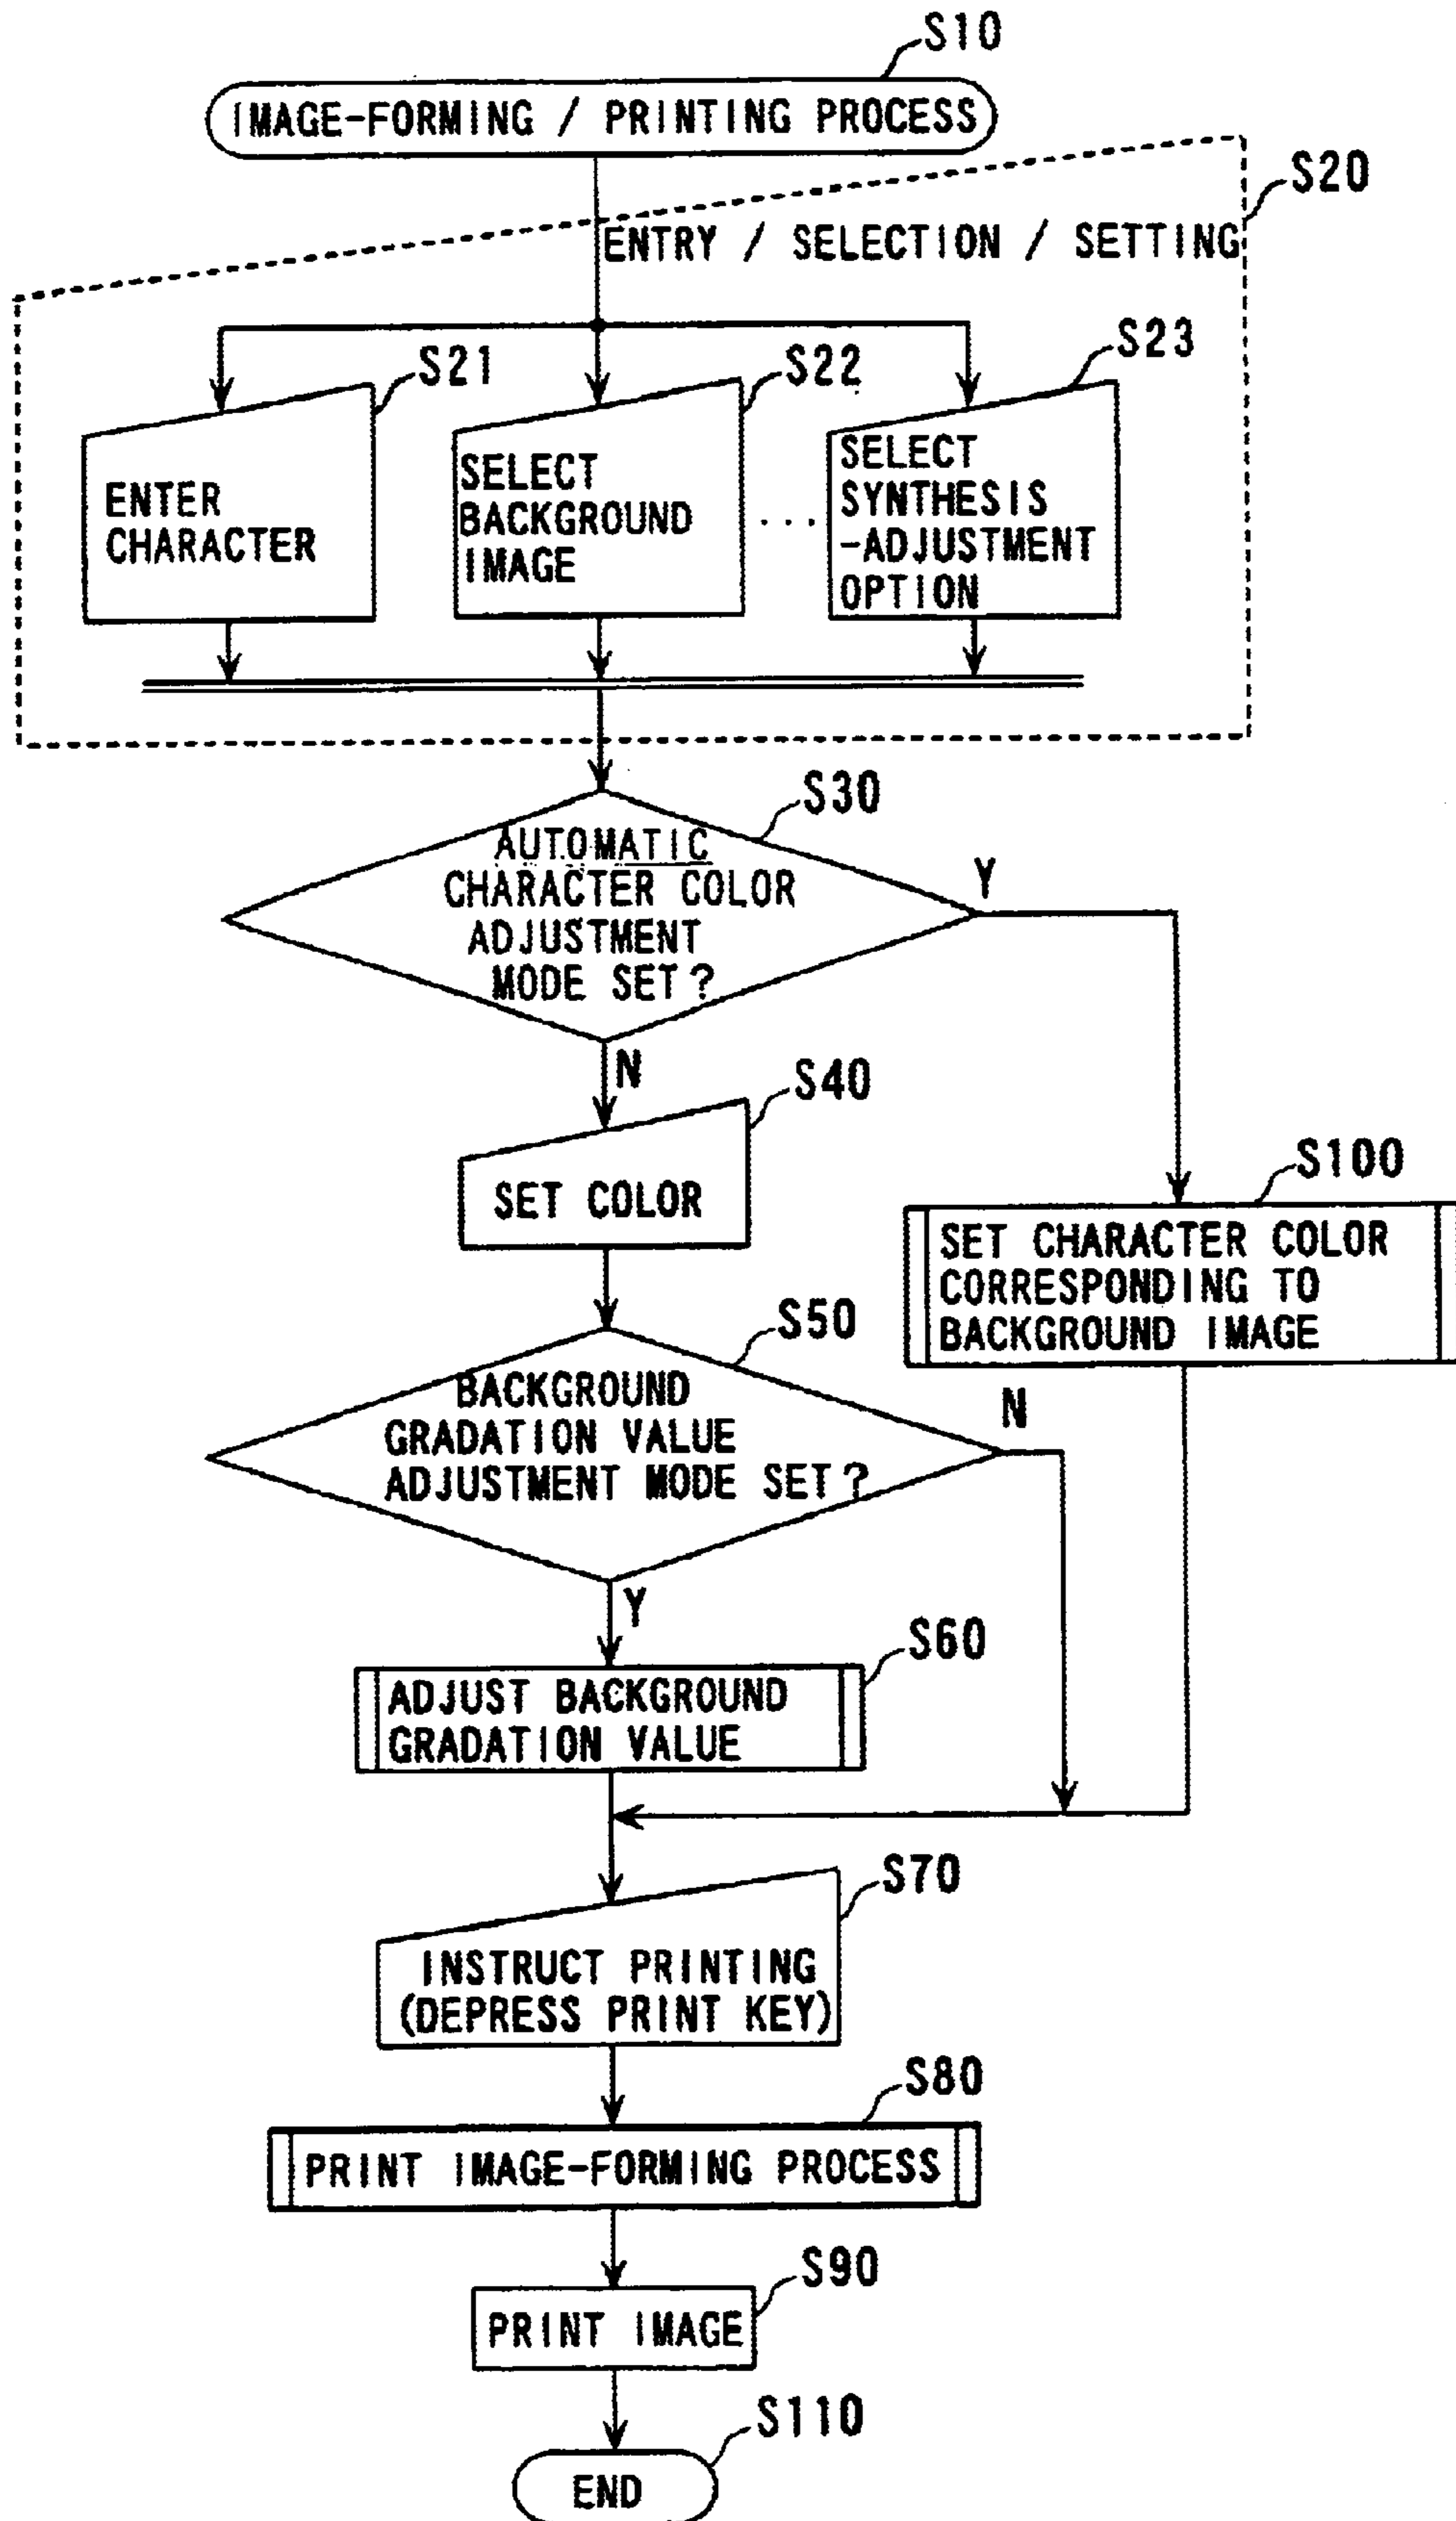 S10
IMAGE-FORMING / PRINTING PROCESS
S20
ENTRY / SELECTION / SETTING
S21
ENTER
CHARACTER
S22
SELECT
BACKGROUND
IMAGE
...
S23
SELECT
SYNTHESIS
-ADJUSTMENT
OPTION
S30
AUTOMATIC
CHARACTER COLOR
ADJUSTMENT
MODE SET?
Y
N
S40
SET COLOR
S100
SET CHARACTER COLOR
CORRESPONDING TO
BACKGROUND IMAGE
S50
BACKGROUND
GRADATION VALUE
ADJUSTMENT MODE SET?
N
Y
S60
ADJUST BACKGROUND
GRADATION VALUE
S70
INSTRUCT PRINTING
(DEPRESS PRINT KEY)
S80
PRINT IMAGE-FORMING PROCESS
S90
PRINT IMAGE
S110
END